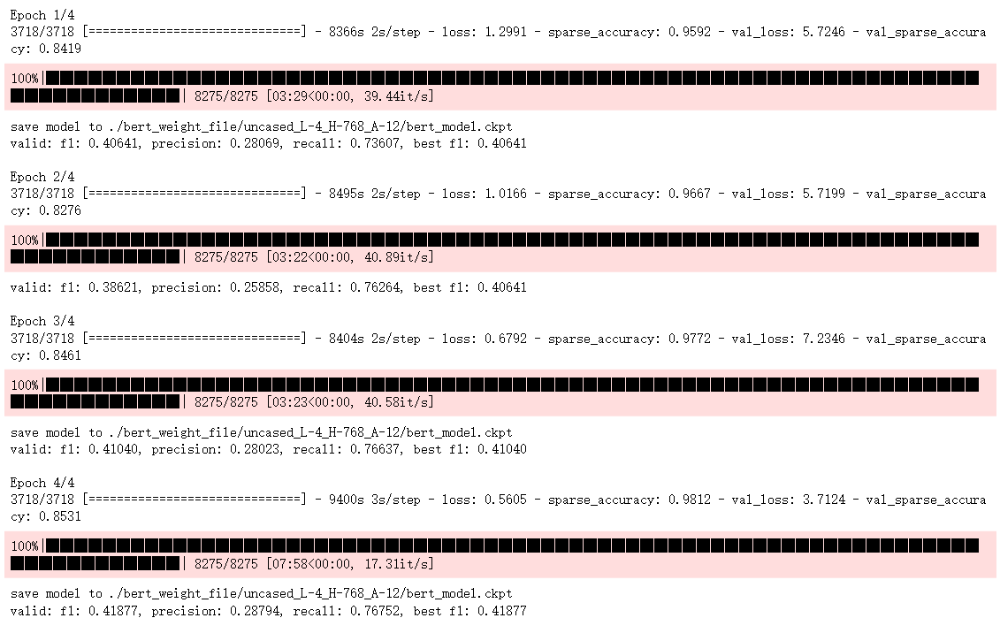 Epoch 1/4
3718/3718 [==============================] - 8366s 2s/step - loss: 1.2991 - sparse_accuracy: 0.9592 - val_loss: 5.7246 - val_sparse_accura
cy: 0.8419
100%|██████████████████████████████████████████████████████████████████
████████████| 8275/8275 [03:29<00:00, 39.44it/s]
save model to ./bert_weight_file/uncased_L-4_H-768_A-12/bert_model.ckpt
valid: f1: 0.40641, precision: 0.28069, recall: 0.73607, best f1: 0.40641
Epoch 2/4
3718/3718 [==============================] - 8495s 2s/step - loss: 1.0166 - sparse_accuracy: 0.9667 - val_loss: 5.7199 - val_sparse_accura
cy: 0.8276
100%|██████████████████████████████████████████████████████████████████
████████████| 8275/8275 [03:22<00:00, 40.89it/s]
valid: f1: 0.38621, precision: 0.25858, recall: 0.76264, best f1: 0.40641
Epoch 3/4
3718/3718 [==============================] - 8404s 2s/step - loss: 0.6792 - sparse_accuracy: 0.9772 - val_loss: 7.2346 - val_sparse_accura
cy: 0.8461
100%|██████████████████████████████████████████████████████████████████
████████████| 8275/8275 [03:23<00:00, 40.58it/s]
save model to ./bert_weight_file/uncased_L-4_H-768_A-12/bert_model.ckpt
valid: f1: 0.41040, precision: 0.28023, recall: 0.76637, best f1: 0.41040
Epoch 4/4
3718/3718 [==============================] - 9400s 3s/step - loss: 0.5605 - sparse_accuracy: 0.9812 - val_loss: 3.7124 - val_sparse_accura
cy: 0.8531
100%|██████████████████████████████████████████████████████████████████
████████████| 8275/8275 [07:58<00:00, 17.31it/s]
save model to ./bert_weight_file/uncased_L-4_H-768_A-12/bert_model.ckpt
valid: f1: 0.41877, precision: 0.28794, recall: 0.76752, best f1: 0.41877